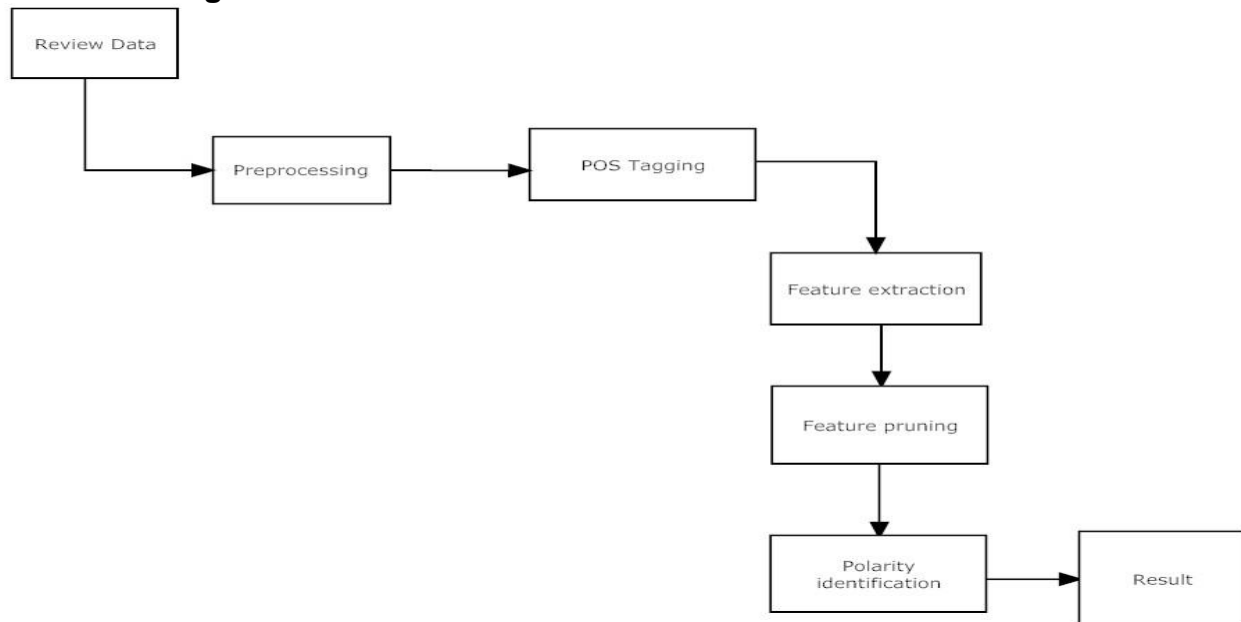 Review Data
Preprocessing
POS Tagging
Feature extraction
Feature pruning
Polarity
identification
Result